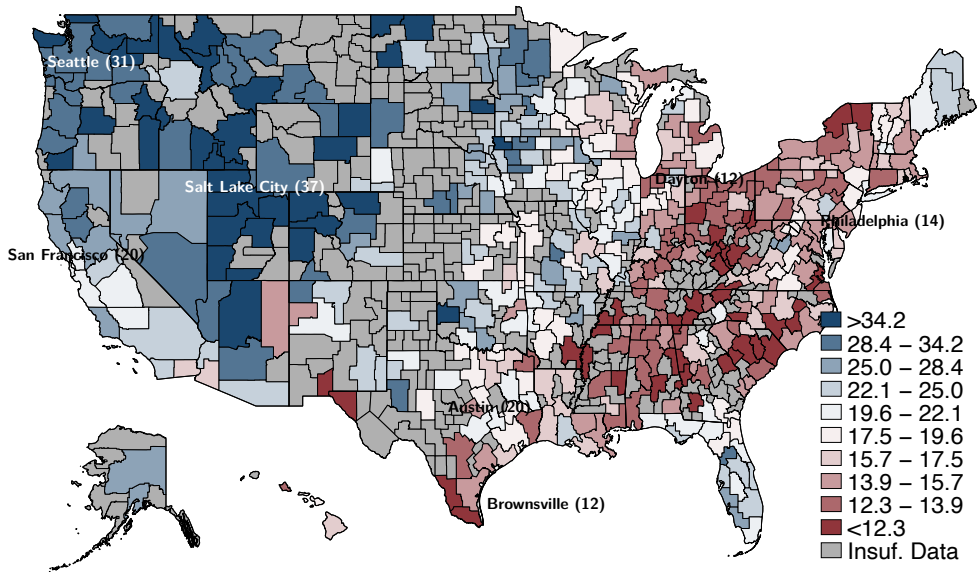 Seattle (31)
Salt Lake City (37)
Dayton (12)
Philadelphia (14)
San Francisco (20)
Austin (20)
Brownsville (12)
>34.2
28.4 – 34.2
25.0 – 28.4
22.1 – 25.0
19.6 – 22.1
17.5 – 19.6
15.7 – 17.5
13.9 – 15.7
12.3 – 13.9
<12.3
Insuf. Data